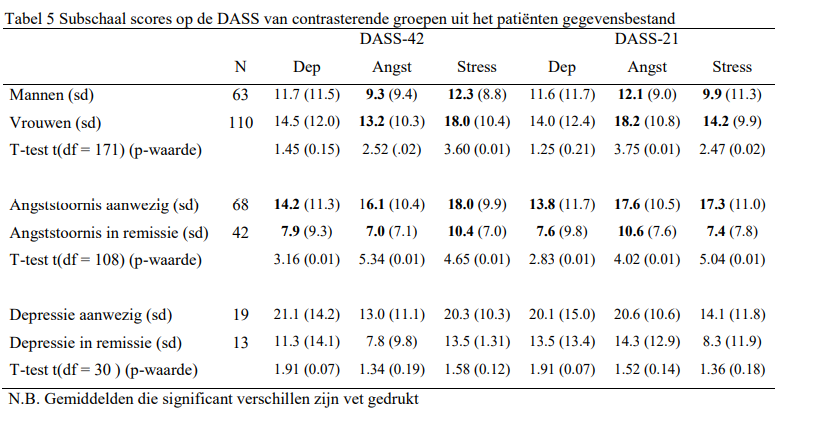 Tabel 5 Subschaal scores op de DASS van contrasterende groepen uit het patiënten gegevensbestand
DASS-42 DASS-21
N Dep Angst Stress Dep Angst Stress
Mannen (sd) 63 11.7 (11.5) 9.3 (9.4) 12.3 (8.8) 11.6 (11.7) 12.1 (9.0) 9.9 (11.3)
Vrouwen (sd) 110 14.5 (12.0) 13.2 (10.3) 18.0 (10.4) 14.0 (12.4) 18.2 (10.8) 14.2 (9.9)
T-test t(df = 171) (p-waarde) 1.45 (0.15) 2.52 (.02) 3.60 (0.01) 1.25 (0.21) 3.75 (0.01) 2.47 (0.02)
Angststoornis aanwezig (sd) 68 14.2 (11.3) 16.1 (10.4) 18.0 (9.9) 13.8 (11.7) 17.6 (10.5) 17.3 (11.0)
Angststoornis in remissie (sd) 42 7.9 (9.3) 7.0 (7.1) 10.4 (7.0) 7.6 (9.8) 10.6 (7.6) 7.4 (7.8)
T-test t(df = 108) (p-waarde) 3.16 (0.01) 5.34 (0.01) 4.65 (0.01) 2.83 (0.01) 4.02 (0.01) 5.04 (0.01)
Depressie aanwezig (sd) 19 21.1 (14.2) 13.0 (11.1) 20.3 (10.3) 20.1 (15.0) 20.6 (10.6) 14.1 (11.8)
Depressie in remissie (sd) 13 11.3 (14.1) 7.8 (9.8) 13.5 (1.31) 13.5 (13.4) 14.3 (12.9) 8.3 (11.9)
T-test t(df = 30 ) (p-waarde) 1.91 (0.07) 1.34 (0.19) 1.58 (0.12) 1.91 (0.07) 1.52 (0.14) 1.36 (0.18)
N.B. Gemiddelden die significant verschillen zijn vet gedrukt